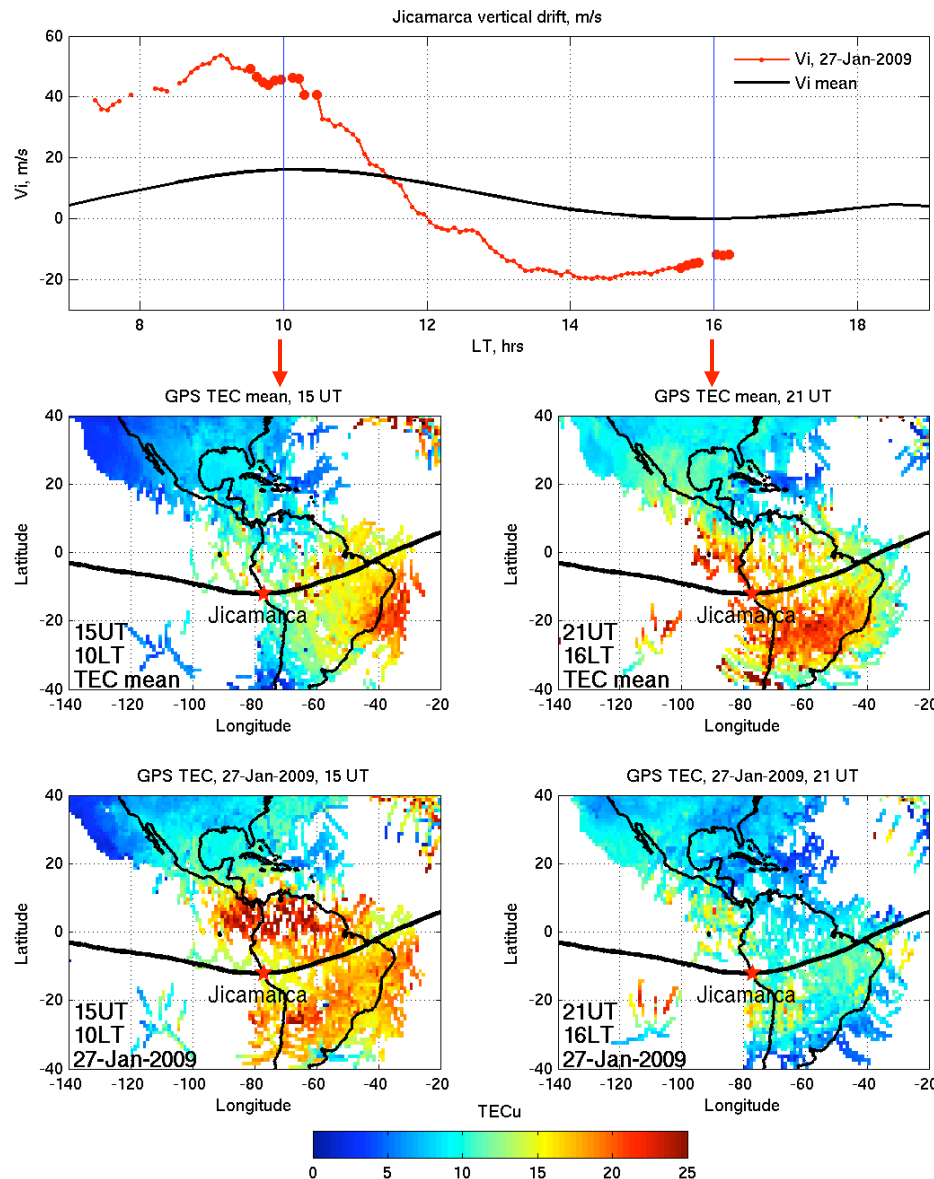 Jicamarca vertical drift, m/s
60
40
20
0
-20
Vi, m/s
Vi, 27-Jan-2009
Vi mean
8
10
12
14
16
18
LT, hrs
GPS TEC mean, 15 UT
40
20
0
-20
-40
Latitude
Jicamarca
15UT
10LT
TEC mean
-140 -120 -100 -80 -60 -40 -20
Longitude
GPS TEC mean, 21 UT
40
20
0
-20
-40
Latitude
Jicamarca
21UT
16LT
TEC mean
-140 -120 -100 -80 -60 -40 -20
Longitude
GPS TEC, 27-Jan-2009, 15 UT
40
20
0
-20
-40
Latitude
Jicamarca
15UT
10LT
27-Jan-2009
-140 -120 -100 -80 -60 -40 -20
Longitude
GPS TEC, 27-Jan-2009, 21 UT
40
20
0
-20
-40
Latitude
Jicamarca
21UT
16LT
27-Jan-2009
-140 -120 -100 -80 -60 -40 -20
Longitude
TECu
0 5 10 15 20 25